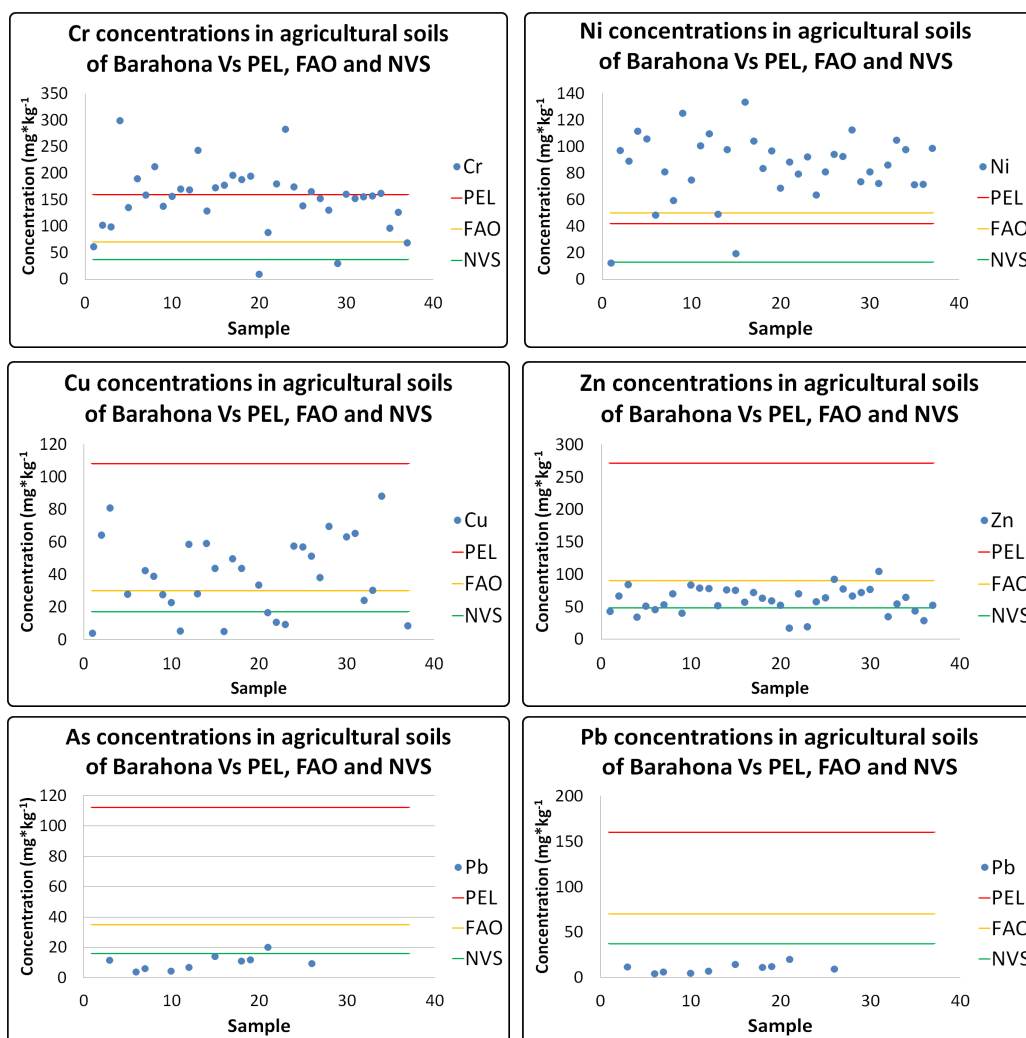 Cr concentrations in agricultural soils
of Barahona Vs PEL, FAO and NVS
Concentration (mg*kg-1
350
300
250
200
150
100
50
0
0 10 20 30 40
Sample
Cr
PEL
FAO
NVS
Ni concentrations in agricultural soils
of Barahona Vs PEL, FAO and NVS
Concentration (mg*kg-1
140
120
100
80
60
40
20
0
0 10 20 30 40
Sample
Ni
PEL
FAO
NVS
Cu concentrations in agricultural soils
of Barahona Vs PEL, FAO and NVS
Concentration (mg*kg-1
120
100
80
60
40
20
0
0 10 20 30 40
Sample
Cu
PEL
FAO
NVS
Zn concentrations in agricultural soils
of Barahona Vs PEL, FAO and NVS
Concentration (mg*kg-1
300
250
200
150
100
50
0
0 10 20 30 40
Sample
Zn
PEL
FAO
NVS
As concentrations in agricultural soils
of Barahona Vs PEL, FAO and NVS
Concentration (mg*kg-1)
120
100
80
60
40
20
0
0 10 20 30 40
Sample
Pb
PEL
FAO
NVS
Pb concentrations in agricultural soils
of Barahona Vs PEL, FAO and NVS
Concentration (mg*kg-1
200
150
100
50
0
0 10 20 30 40
Sample
Pb
PEL
FAO
NVS